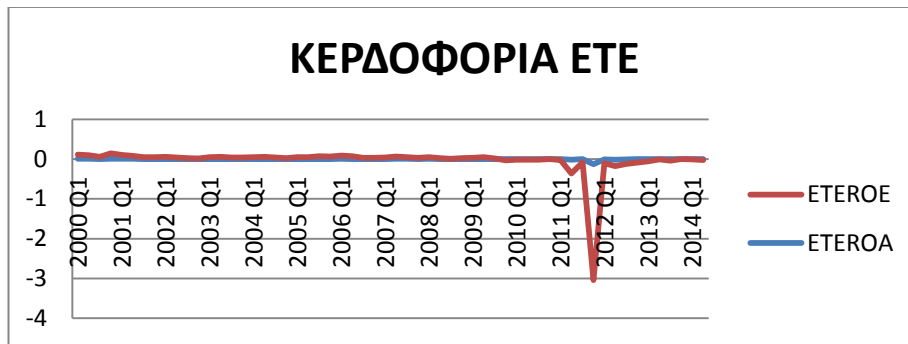 ΚΕΡΔΟΦΟΡΙΑ ΕΤΕ
1
0
-1
-2
-3
-4
2000 Q1
2001 Q1
2002 Q1
2003 Q1
2004 Q1
2005 Q1
2006 Q1
2007 Q1
2008 Q1
2009 Q1
2010 Q1
2011 Q1
2012 Q1
2013 Q1
2014 Q1
ETEROE
ETEROA